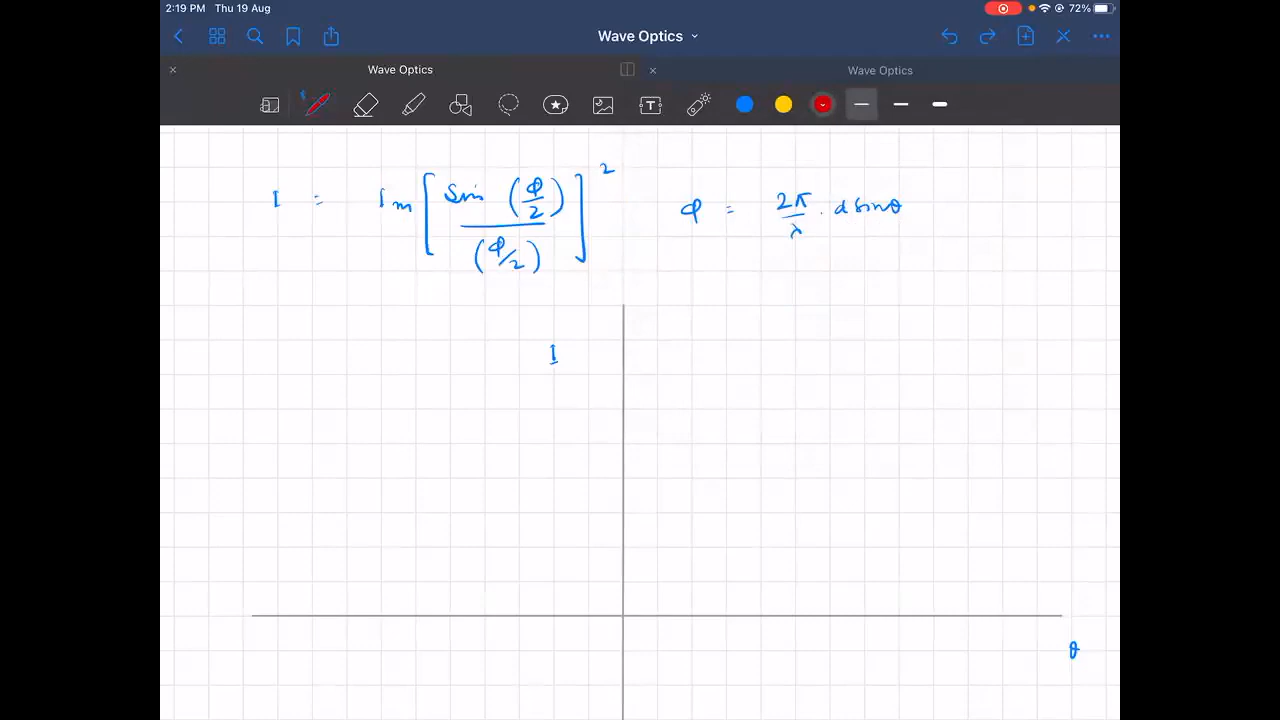 2:19 PM Thu 19 Aug 72%
Wave Optics
Wave Optics Wave Optics
I = Im [ Sin (φ/2) / (φ/2) ]² φ = 2π/λ . d sinθ
I
θ